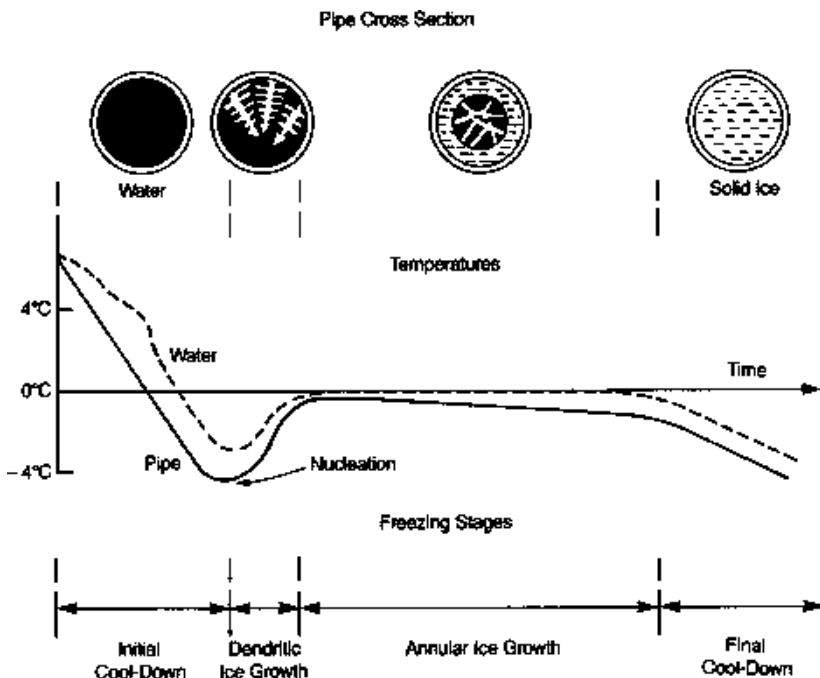 Pipe Cross Section
Water
Solid Ice
Temperatures
4°C
Water
0°C
Time
Pipe
Nucleation
–4°C
Freezing Stages
Initial
Cool-Down
Dendritic
Ice Growth
Annular Ice Growth
Final
Cool-Down